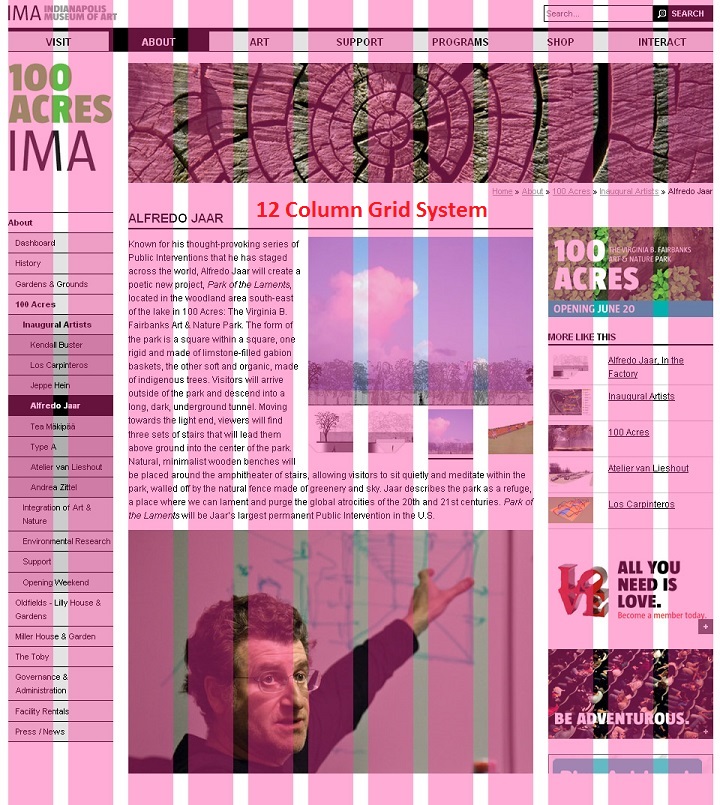 IMA INDIANAPOLIS
MUSEUM OF ART
Search...
SEARCH
VISIT ABOUT ART SUPPORT PROGRAMS SHOP INTERACT
100
ACRES
IMA
Home » About » 100 Acres » Inaugural Artists » Alfredo Jaar
About
Dashboard
History
Gardens & Grounds
100 Acres
Inaugural Artists
Kendall Buster
Los Carpinteros
Jeppe Hein
Alfredo Jaar
Tea Mäkipää
Type A
Atelier van Lieshout
Andrea Zittel
Integration of Art &
Nature
Environmental Research
Support
Opening Weekend
Oldfields - Lilly House &
Gardens
Miller House & Garden
The Toby
Governance &
Administration
Facility Rentals
Press / News
12 Column Grid System
ALFREDO JAAR
Known for his thought-provoking series of
Public Interventions that he has staged
across the world, Alfredo Jaar will create a
poetic new project, Park of the Laments,
located in the woodland area south-east
of the lake in 100 Acres: The Virginia B.
Fairbanks Art & Nature Park. The form of
the park is a square within a square, one
rigid and made of limstone-filled gabion
baskets, the other soft and organic, made
of indigenous trees. Visitors will arrive
outside of the park and descend into a
long, dark, underground tunnel. Moving
towards the light end, viewers will find
three sets of stairs that will lead them
above ground into the center of the park.
Natural, minimalist wooden benches will
be placed around the amphitheater of stairs, allowing visitors to sit quietly and meditate within the
park, walled off by the natural fence made of greenery and sky. Jaar describes the park as a refuge,
a place where we can lament and purge the global atrocities of the 20th and 21st centuries. Park of
the Laments will be Jaar's largest permanent Public Intervention in the U.S.
100
ACRES
THE VIRGINIA B. FAIRBANKS
ART & NATURE PARK
OPENING JUNE 20
MORE LIKE THIS
Alfredo Jaar, In the
Factory
Inaugural Artists
100 Acres
Atelier van Lieshout
Los Carpinteros
LOVE
ALL YOU
NEED IS
LOVE.
Become a member today.
+
BE ADVENTUROUS.
+